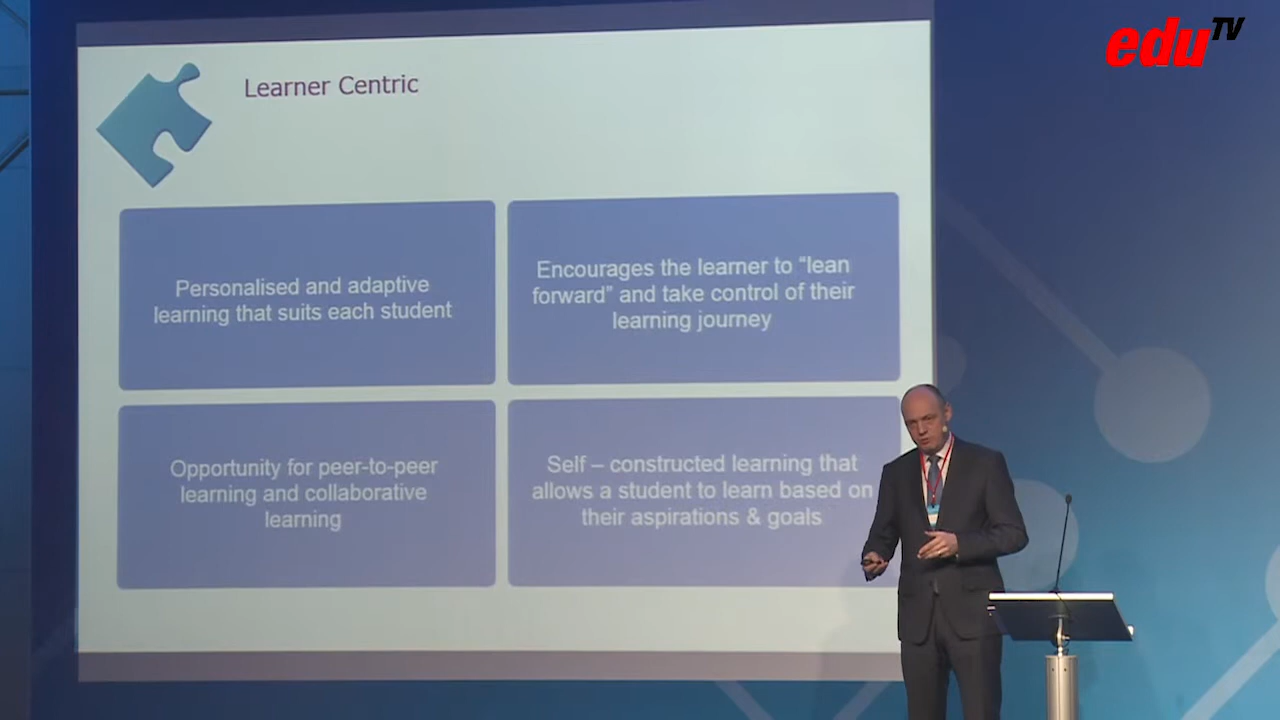 edu TV
Learner Centric
Personalised and adaptive
learning that suits each student
Encourages the learner to “lean
forward” and take control of their
learning journey
Opportunity for peer-to-peer
learning and collaborative
learning
Self – constructed learning that
allows a student to learn based on
their aspirations & goals